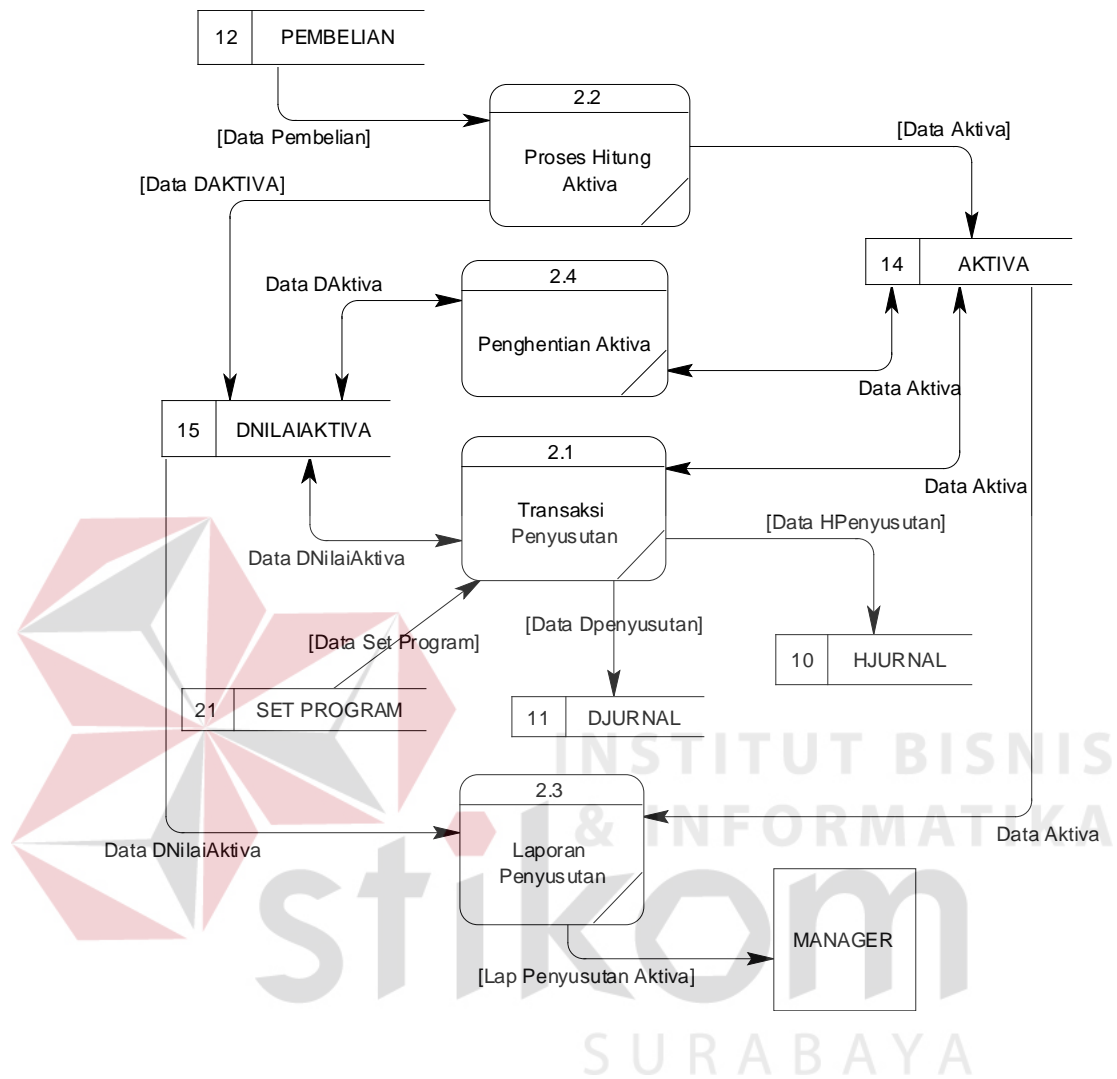 12 PEMBELIAN
2.2
[Data Pembelian]
[Data Aktiva]
Proses Hitung
Aktiva
[Data DAKTIVA]
14 AKTIVA
2.4
Data DAktiva
Penghentian Aktiva
Data Aktiva
15 DNILAIAKTIVA
2.1
Data Aktiva
Transaksi
Penyusutan
[Data HPenyusutan]
Data DNilaiAktiva
[Data Dpenyusutan]
[Data Set Program]
10 HJURNAL
21 SET PROGRAM
11 DJURNAL
INSTITUT BISNIS
& INFORMATIKA
2.3
Data Aktiva
Data DNilaiAktiva
Laporan
Penyusutan
stikom
MANAGER
[Lap Penyusutan Aktiva]
SURABAYA